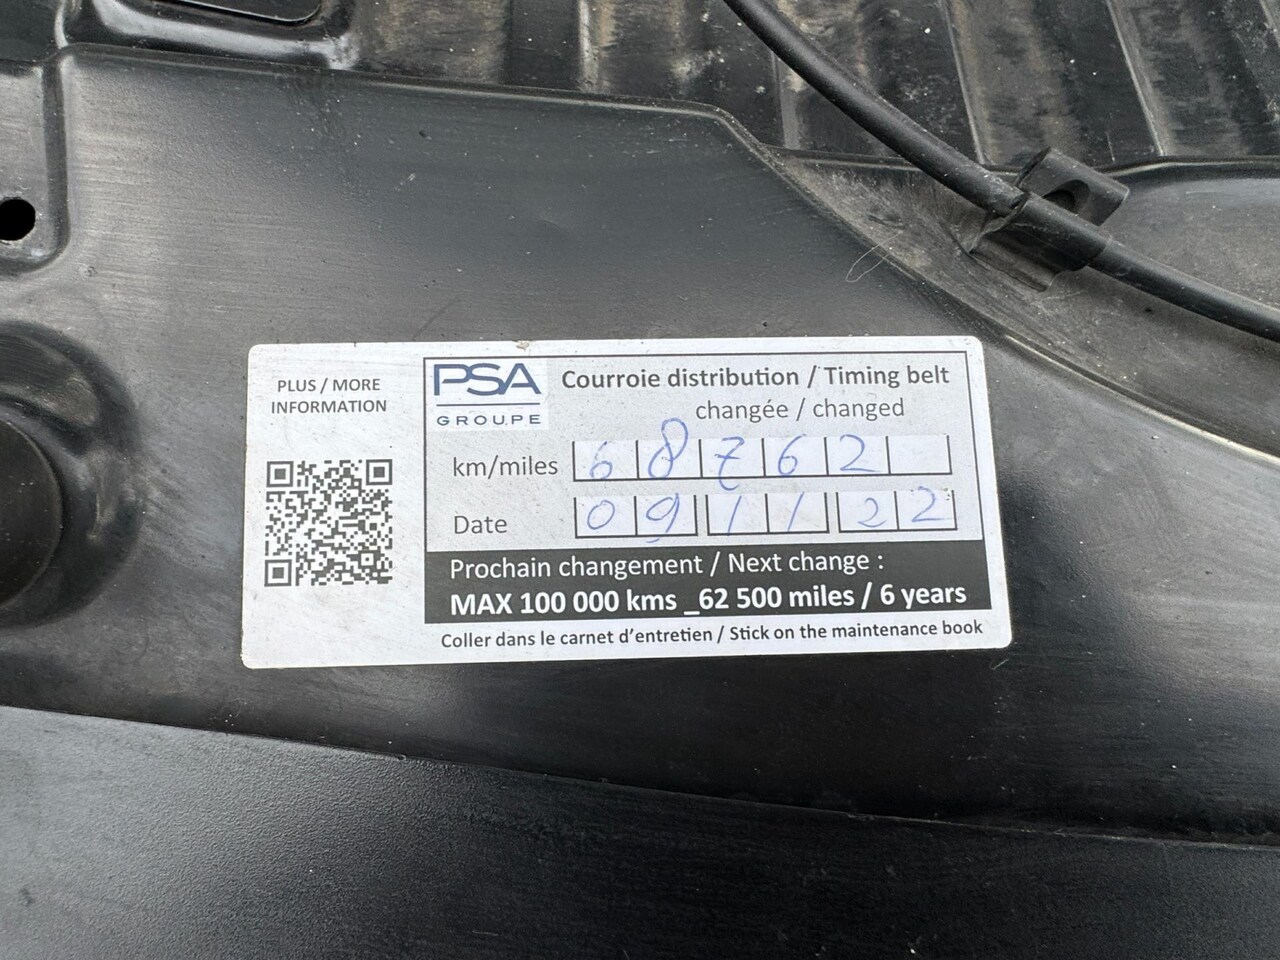 PLUS / MORE
INFORMATION
PSA
GROUPE
Courroie distribution / Timing belt
changée / changed
km/miles 68762
Date 09 11 22
Prochain changement / Next change :
MAX 100 000 kms _62 500 miles / 6 years
Coller dans le carnet d'entretien / Stick on the maintenance book